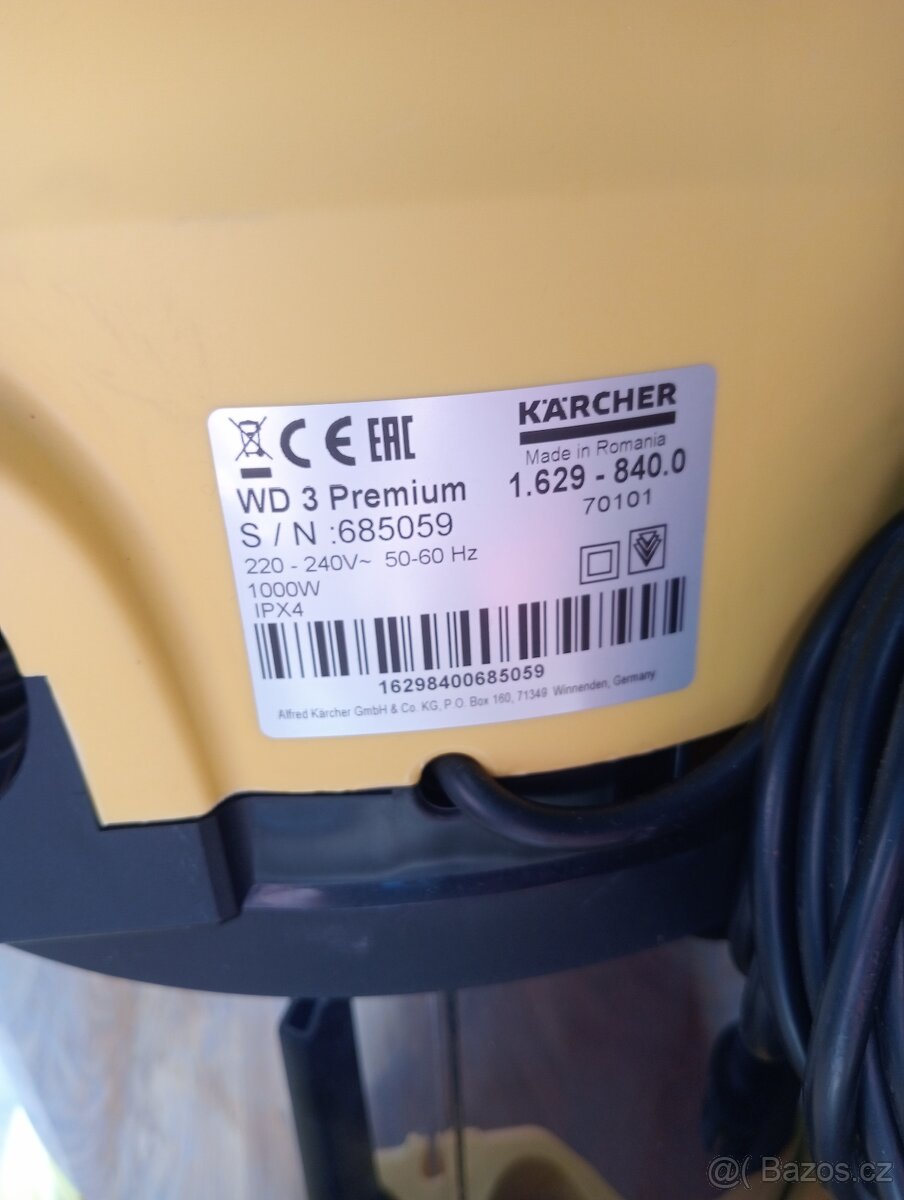 CE EAC
KÄRCHER
Made in Romania
WD 3 Premium
1.629 - 840.0
S / N :685059
70101
220 - 240V~ 50-60 Hz
1000W
IPX4
16298400685059
Alfred Kärcher GmbH & Co. KG, P.O. Box 160, 71349 Winnenden, Germany
@( Bazos.cz